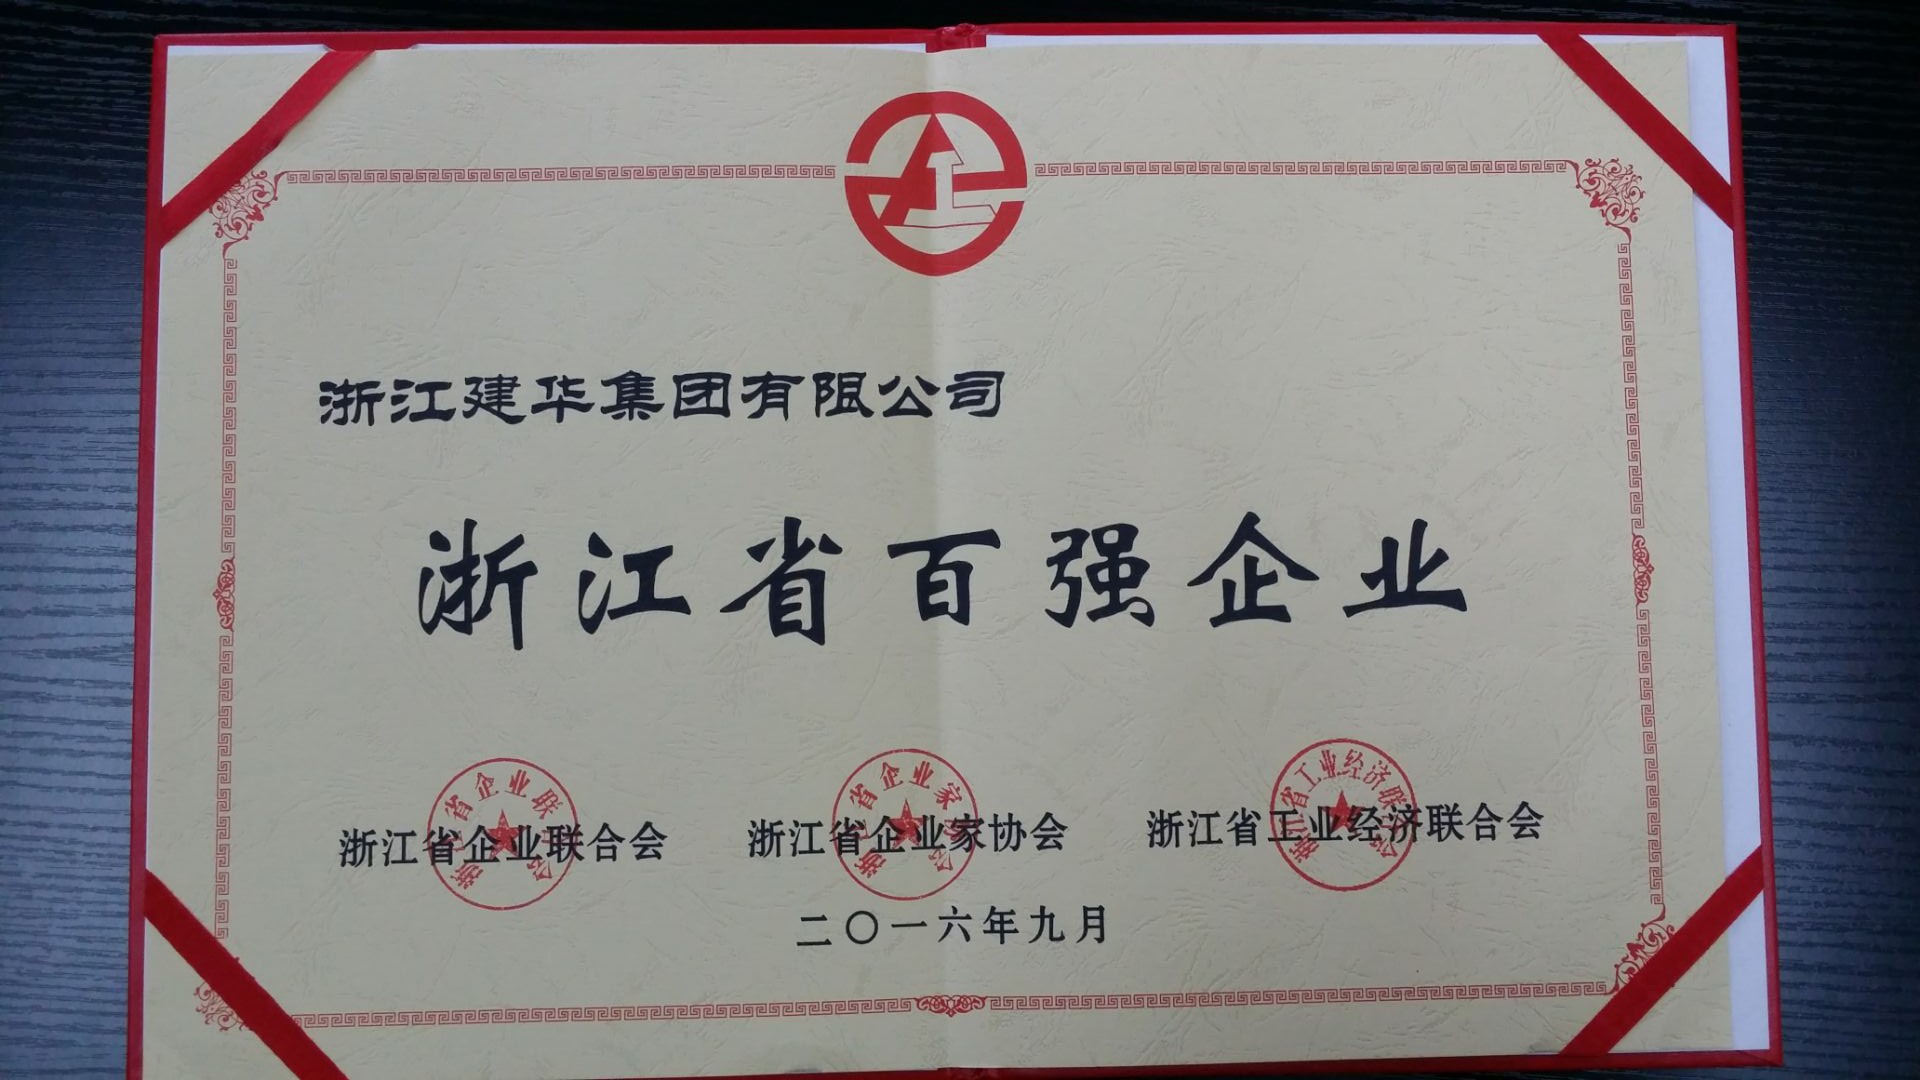 浙江建华集团有限公司
浙江省百强企业
浙江省企业联合会 浙江省企业家协会 浙江省工业经济联合会
二〇一六年九月